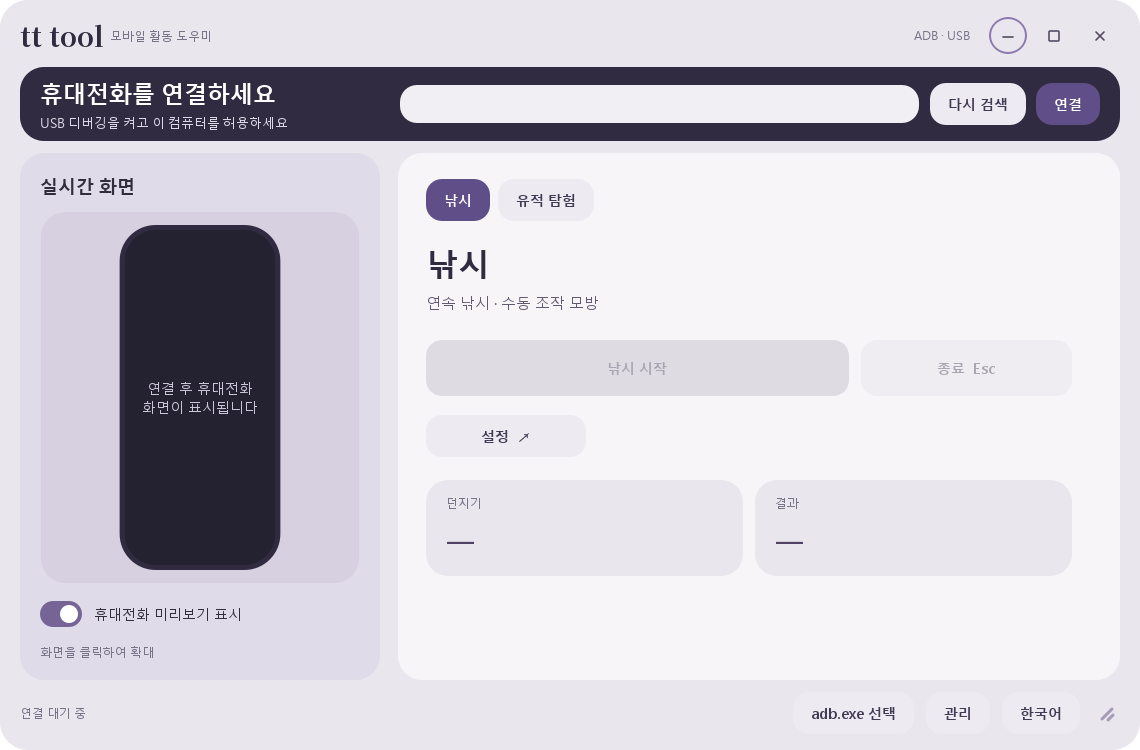 tt tool 모바일 활동 도우미
ADB · USB
휴대전화를 연결하세요
USB 디버깅을 켜고 이 컴퓨터를 허용하세요
다시 검색
연결
실시간 화면
연결 후 휴대전화
화면이 표시됩니다
휴대전화 미리보기 표시
화면을 클릭하여 확대
낚시
유적 탐험
낚시
연속 낚시 · 수동 조작 모방
낚시 시작
종료 Esc
설정 ↗
던지기
—
결과
—
연결 대기 중
adb.exe 선택
관리
한국어